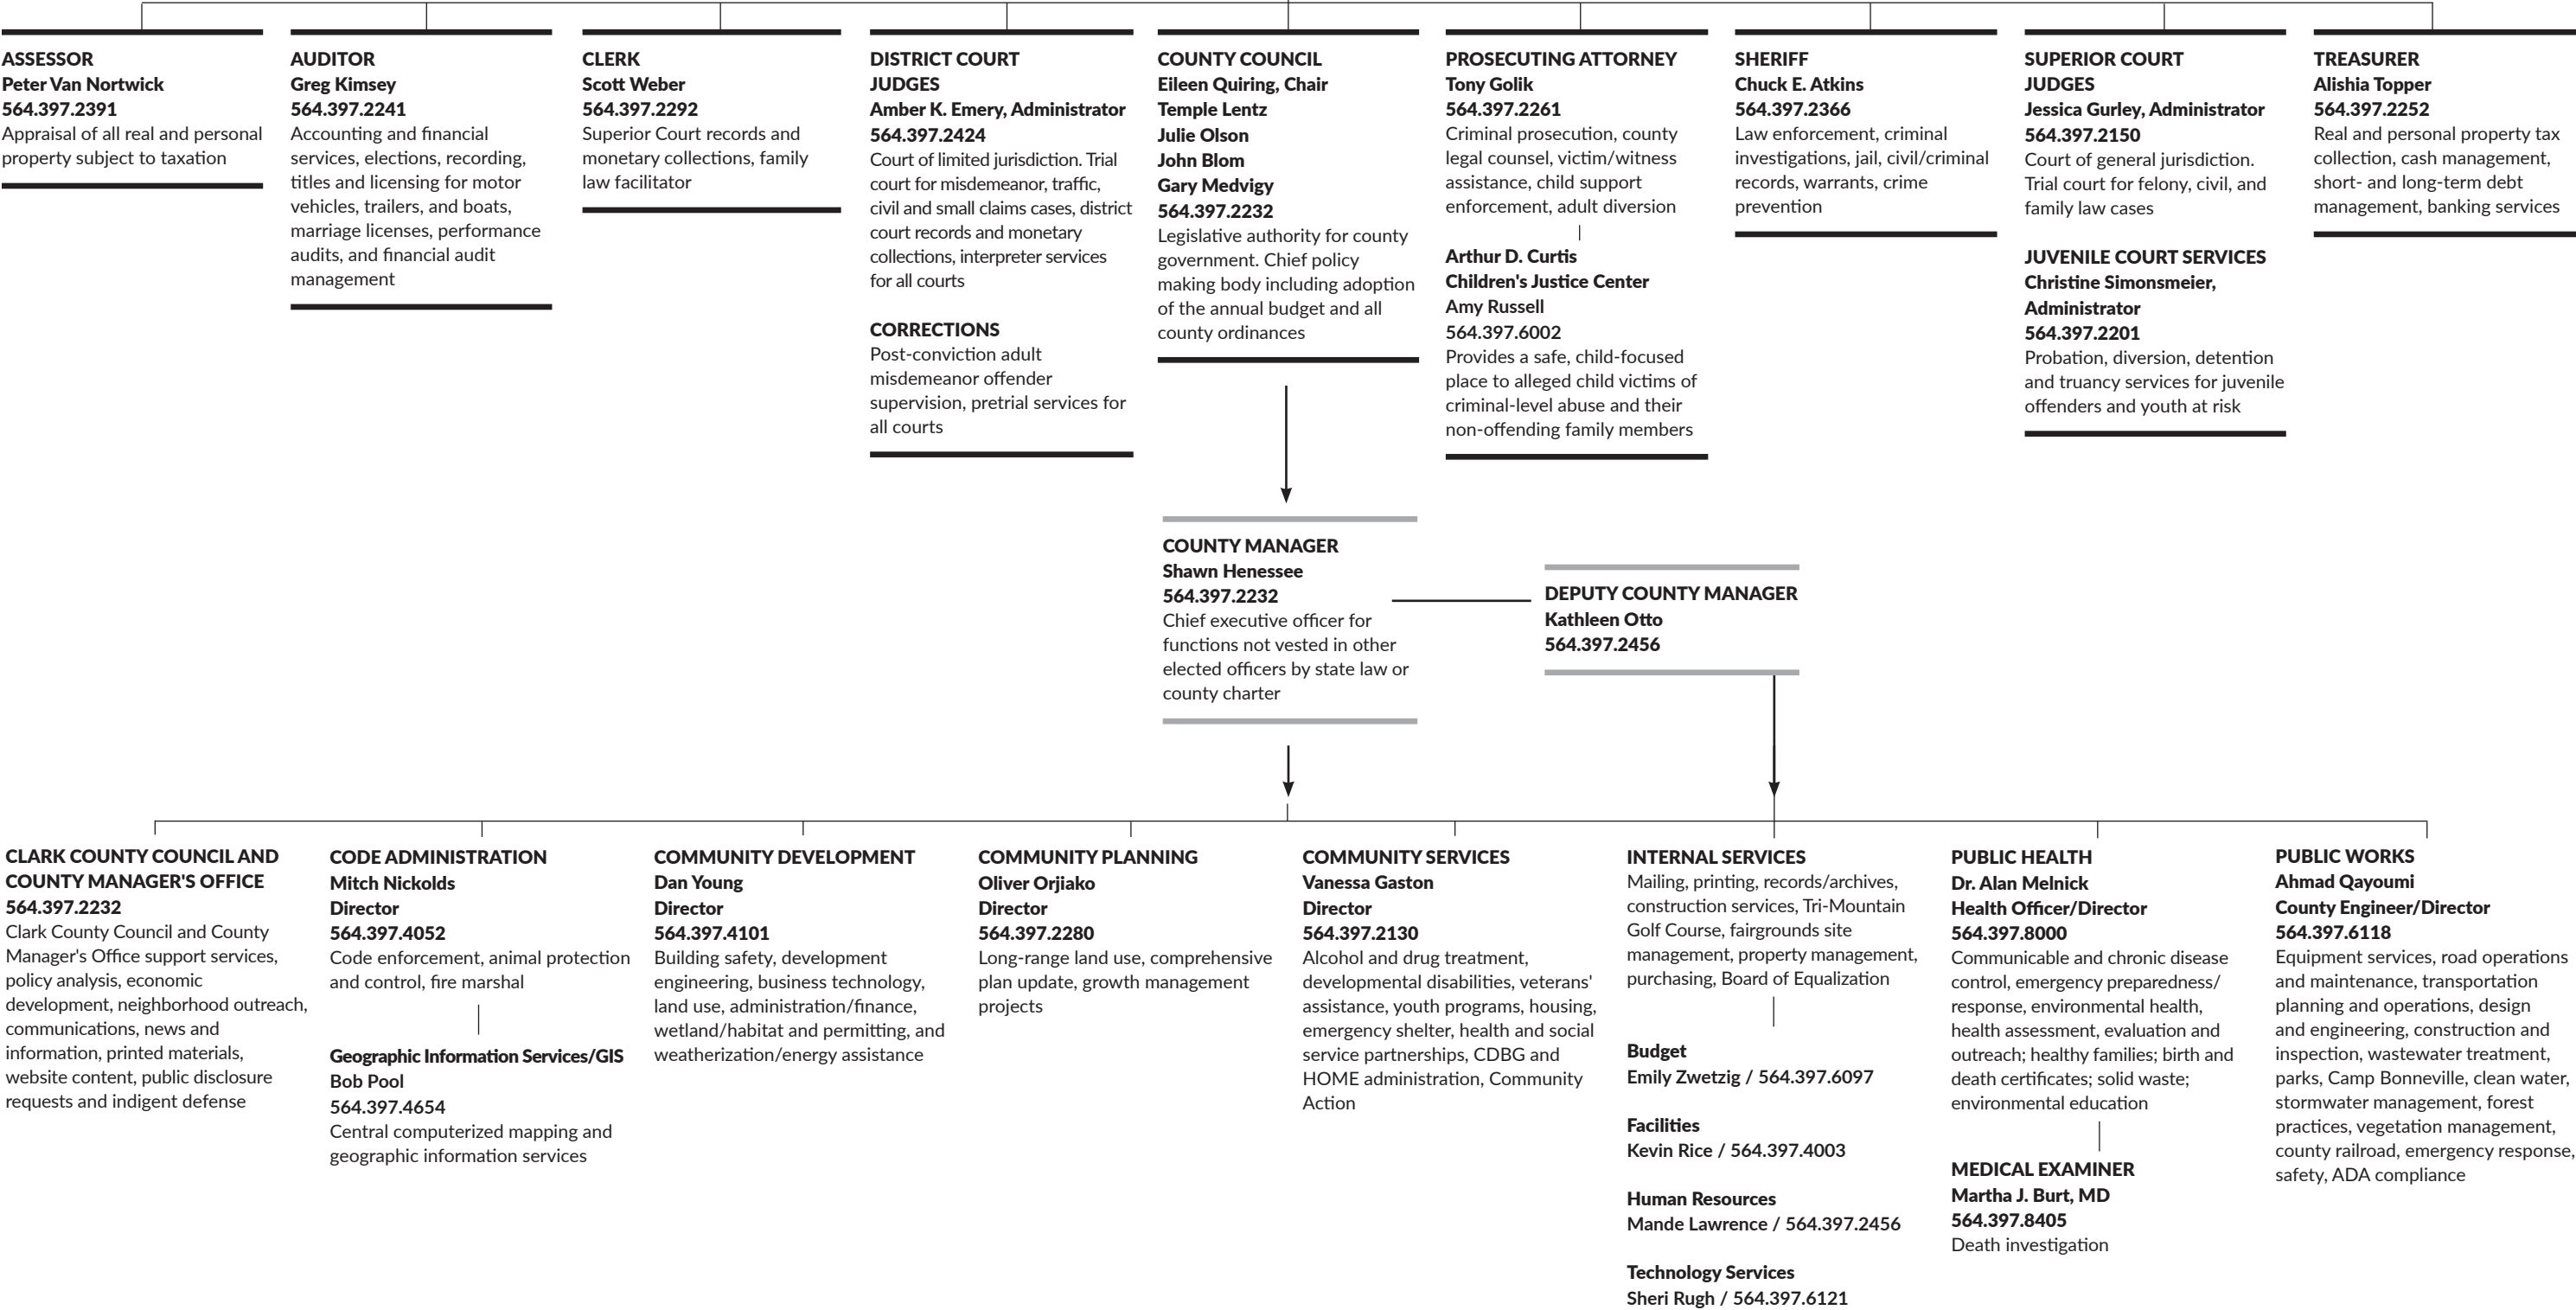 ASSESSOR
Peter Van Nortwick
564.397.2391
Appraisal of all real and personal
property subject to taxation
AUDITOR
Greg Kimsey
564.397.2241
Accounting and financial
services, elections, recording,
titles and licensing for motor
vehicles, trailers, and boats,
marriage licenses, performance
audits, and financial audit
management
CLERK
Scott Weber
564.397.2292
Superior Court records and
monetary collections, family
law facilitator
DISTRICT COURT
JUDGES
Amber K. Emery, Administrator
564.397.2424
Court of limited jurisdiction. Trial
court for misdemeanor, traffic,
civil and small claims cases, district
court records and monetary
collections, interpreter services
for all courts
CORRECTIONS
Post-conviction adult
misdemeanor offender
supervision, pretrial services for
all courts
COUNTY COUNCIL
Eileen Quiring, Chair
Temple Lentz
Julie Olson
John Blom
Gary Medvigy
564.397.2232
Legislative authority for county
government. Chief policy
making body including adoption
of the annual budget and all
county ordinances
PROSECUTING ATTORNEY
Tony Golik
564.397.2261
Criminal prosecution, county
legal counsel, victim/witness
assistance, child support
enforcement, adult diversion
Arthur D. Curtis
Children's Justice Center
Amy Russell
564.397.6002
Provides a safe, child-focused
place to alleged child victims of
criminal-level abuse and their
non-offending family members
SHERIFF
Chuck E. Atkins
564.397.2366
Law enforcement, criminal
investigations, jail, civil/criminal
records, warrants, crime
prevention
SUPERIOR COURT
JUDGES
Jessica Gurley, Administrator
564.397.2150
Court of general jurisdiction.
Trial court for felony, civil, and
family law cases
JUVENILE COURT SERVICES
Christine Simonsmeier,
Administrator
564.397.2201
Probation, diversion, detention
and truancy services for juvenile
offenders and youth at risk
TREASURER
Alishia Topper
564.397.2252
Real and personal property tax
collection, cash management,
short- and long-term debt
management, banking services
COUNTY MANAGER
Shawn Henessee
564.397.2232
Chief executive officer for
functions not vested in other
elected officers by state law or
county charter
DEPUTY COUNTY MANAGER
Kathleen Otto
564.397.2456
CLARK COUNTY COUNCIL AND
COUNTY MANAGER'S OFFICE
564.397.2232
Clark County Council and County
Manager's Office support services,
policy analysis, economic
development, neighborhood outreach,
communications, news and
information, printed materials,
website content, public disclosure
requests and indigent defense
CODE ADMINISTRATION
Mitch Nickolds
Director
564.397.4052
Code enforcement, animal protection
and control, fire marshal
Geographic Information Services/GIS
Bob Pool
564.397.4654
Central computerized mapping and
geographic information services
COMMUNITY DEVELOPMENT
Dan Young
Director
564.397.4101
Building safety, development
engineering, business technology,
land use, administration/finance,
wetland/habitat and permitting, and
weatherization/energy assistance
COMMUNITY PLANNING
Oliver Orjiako
Director
564.397.2280
Long-range land use, comprehensive
plan update, growth management
projects
COMMUNITY SERVICES
Vanessa Gaston
Director
564.397.2130
Alcohol and drug treatment,
developmental disabilities, veterans'
assistance, youth programs, housing,
emergency shelter, health and social
service partnerships, CDBG and
HOME administration, Community
Action
INTERNAL SERVICES
Mailing, printing, records/archives,
construction services, Tri-Mountain
Golf Course, fairgrounds site
management, property management,
purchasing, Board of Equalization
Budget
Emily Zwetzig / 564.397.6097
Facilities
Kevin Rice / 564.397.4003
Human Resources
Mande Lawrence / 564.397.2456
Technology Services
Sheri Rugh / 564.397.6121
PUBLIC HEALTH
Dr. Alan Melnick
Health Officer/Director
564.397.8000
Communicable and chronic disease
control, emergency preparedness/
response, environmental health,
health assessment, evaluation and
outreach; healthy families; birth and
death certificates; solid waste;
environmental education
MEDICAL EXAMINER
Martha J. Burt, MD
564.397.8405
Death investigation
PUBLIC WORKS
Ahmad Qayoumi
County Engineer/Director
564.397.6118
Equipment services, road operations
and maintenance, transportation
planning and operations, design
and engineering, construction and
inspection, wastewater treatment,
parks, Camp Bonneville, clean water,
stormwater management, forest
practices, vegetation management,
county railroad, emergency response,
safety, ADA compliance